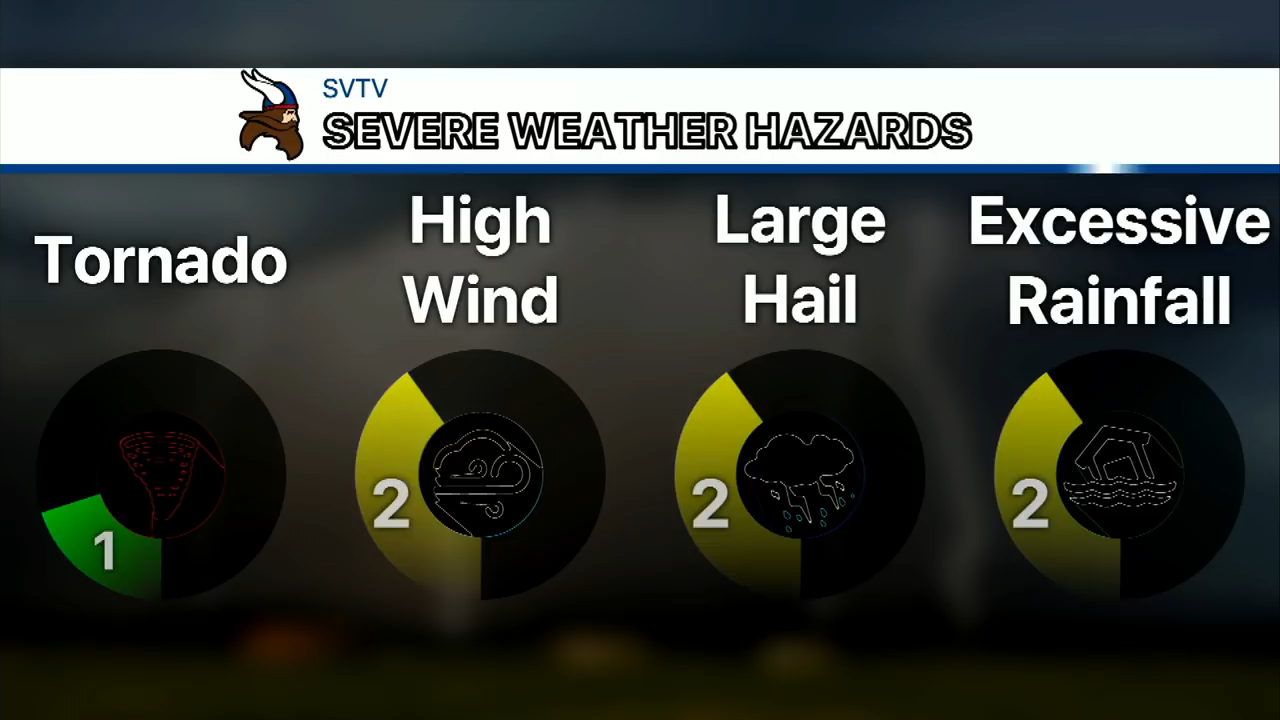 SVTV
SEVERE WEATHER HAZARDS
Tornado
High
Wind
Large
Hail
Excessive
Rainfall
1
2
2
2